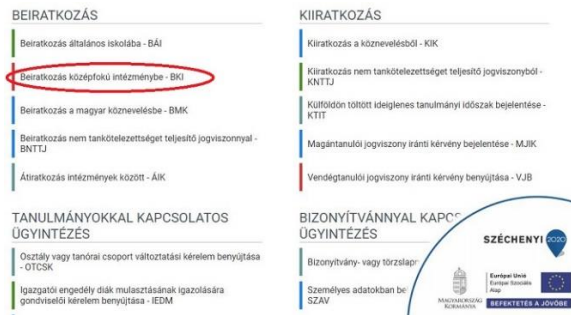 BEIRATKOZÁS
Beiratkozás általános iskolába - BÁI
Beiratkozás középfokú intézménybe - BKI
Beiratkozás a magyar köznevelésbe - BMK
Beiratkozás nem tankötelezettséget teljesítő jogviszonnyal -
BNTTJ
Átiratkozás intézmények között - ÁIK
TANULMÁNYOKKAL KAPCSOLATOS
ÜGYINTÉZÉS
Osztály vagy tanórai csoport változtatási kérelem benyújtása
- OTCSK
Igazgatói engedély diák mulasztásának igazolására
gondviselői kérelem benyújtása - IEDM
KIIRATKOZÁS
Kiiratkozás a köznevelésből - KIK
Kiiratkozás nem tankötelezettséget teljesítő jogviszonyból -
KNTTJ
Külföldön töltött ideiglenes tanulmányi időszak bejelentése -
KTIT
Magántanulói jogviszony iránti kérvény bejelentése - MJIK
Vendégtanulói jogviszony iránti kérvény benyújtása - VJB
BIZONYÍTVÁNNYAL KAPC
ÜGYINTÉZÉS
Bizonyítvány- vagy törzslap
Személyes adatokban be
SZAV
SZÉCHENYI 2020
MAGYARORSZÁG
KORMÁNYA
Európai Unió
Európai Szociális
Alap
BEFEKTETÉS A JÖVŐBE